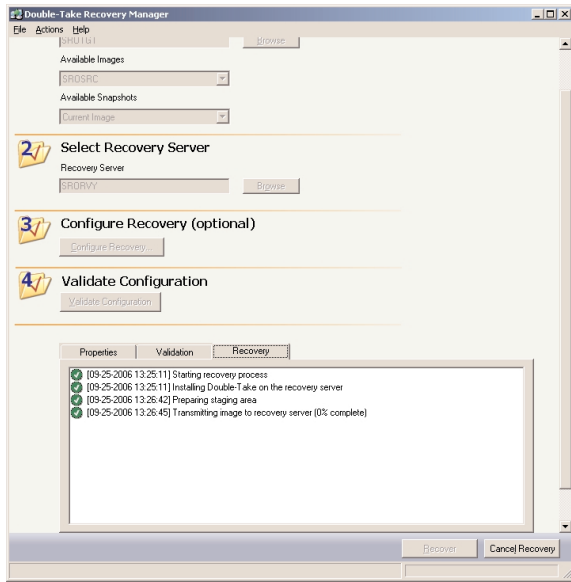 Double-Take Recovery Manager
File Actions Help
SROTGT Browse
Available Images
SROSRC
Available Snapshots
Current Image
2 Select Recovery Server
Recovery Server
SRORVY Browse
3 Configure Recovery (optional)
Configure Recovery...
4 Validate Configuration
Validate Configuration
Properties Validation Recovery
[09-25-2006 13:25:11] Starting recovery process
[09-25-2006 13:25:11] Installing Double-Take on the recovery server
[09-25-2006 13:26:42] Preparing staging area
[09-25-2006 13:26:45] Transmitting image to recovery server (0% complete)
Recover Cancel Recovery